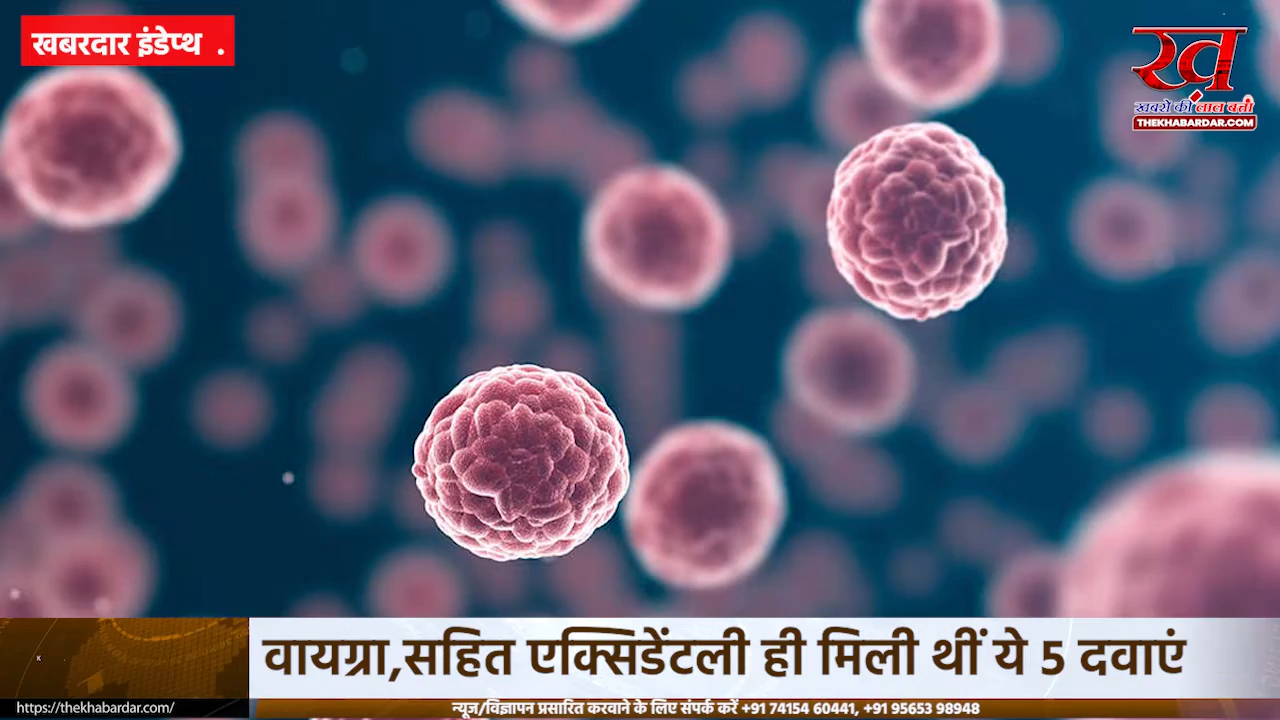 खबरदार इंडेप्थ .
ख
खबरों की लाल बत्ती
THEKHABARDAR.COM
वायग्रा,सहित एक्सिडेंटली ही मिली थीं ये 5 दवाएं
https://thekhabardar.com/
न्यूज/विज्ञापन प्रसारित करवाने के लिए संपर्क करें +91 74154 60441, +91 95653 98948